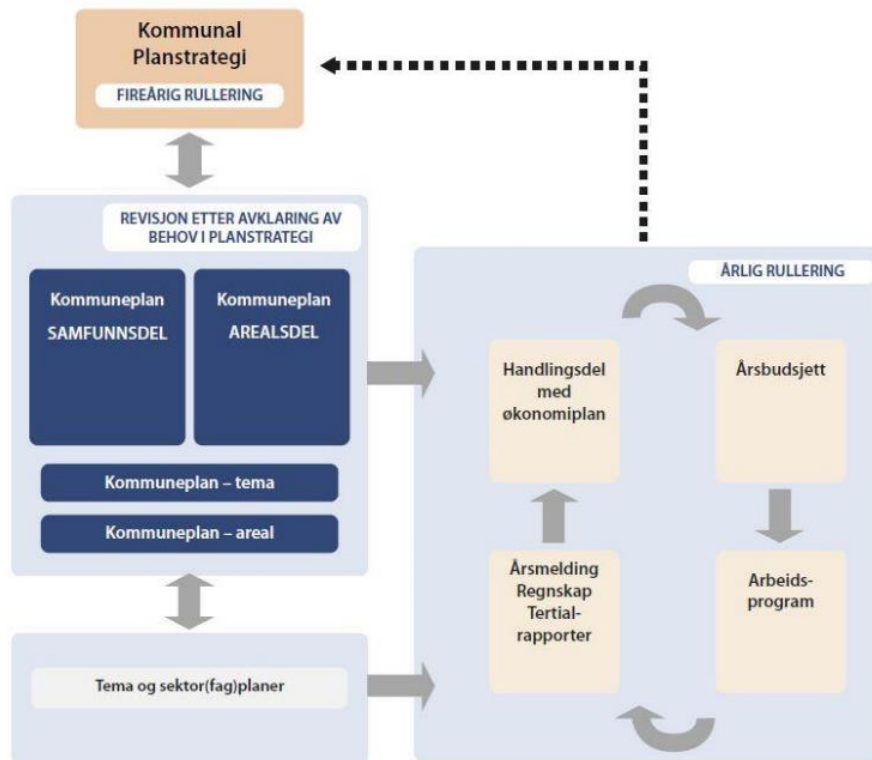 Kommunal
Planstrategi
FIREÅRIG RULLERING
REVISJON ETTER AVKLARING AV
BEHOV I PLANSTRATEGI
Kommuneplan
SAMFUNNSDEL
Kommuneplan
AREALSDEL
Kommuneplan – tema
Kommuneplan – areal
Tema og sektor(fag)planer
ÅRLIG RULLERING
Handlingsdel
med
økonomiplan
Årsbudsjett
Årsmelding
Regnskap
Tertial-
rapporter
Arbeids-
program